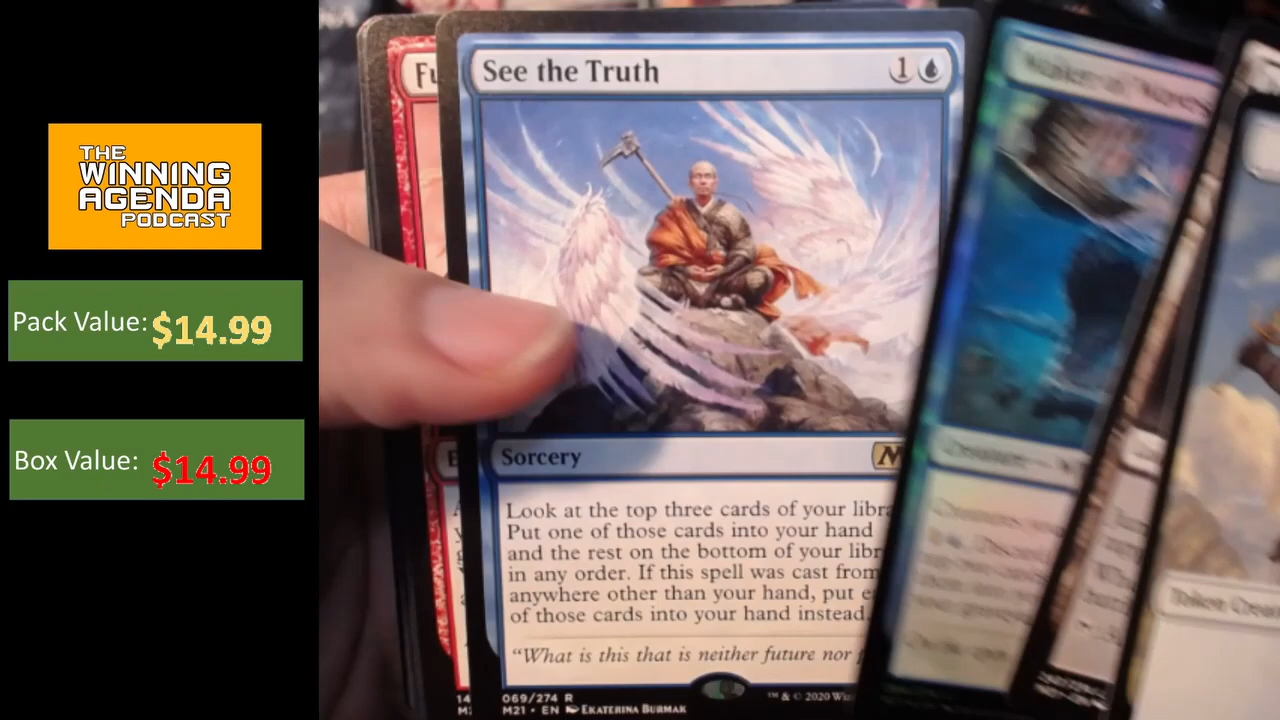 THE
WINNING
AGENDA
PODCAST
Pack Value: $14.99
Box Value: $14.99
Fu
See the Truth 1
Sorcery
Look at the top three cards of your libra
Put one of those cards into your hand
and the rest on the bottom of your libr
in any order. If this spell was cast from
anywhere other than your hand, put e
of those cards into your hand instead.
“What is this that is neither future nor
069/274 R
M21 • EN EKATERINA BURMAK
™ & © 2020 Wiz
Token Creat